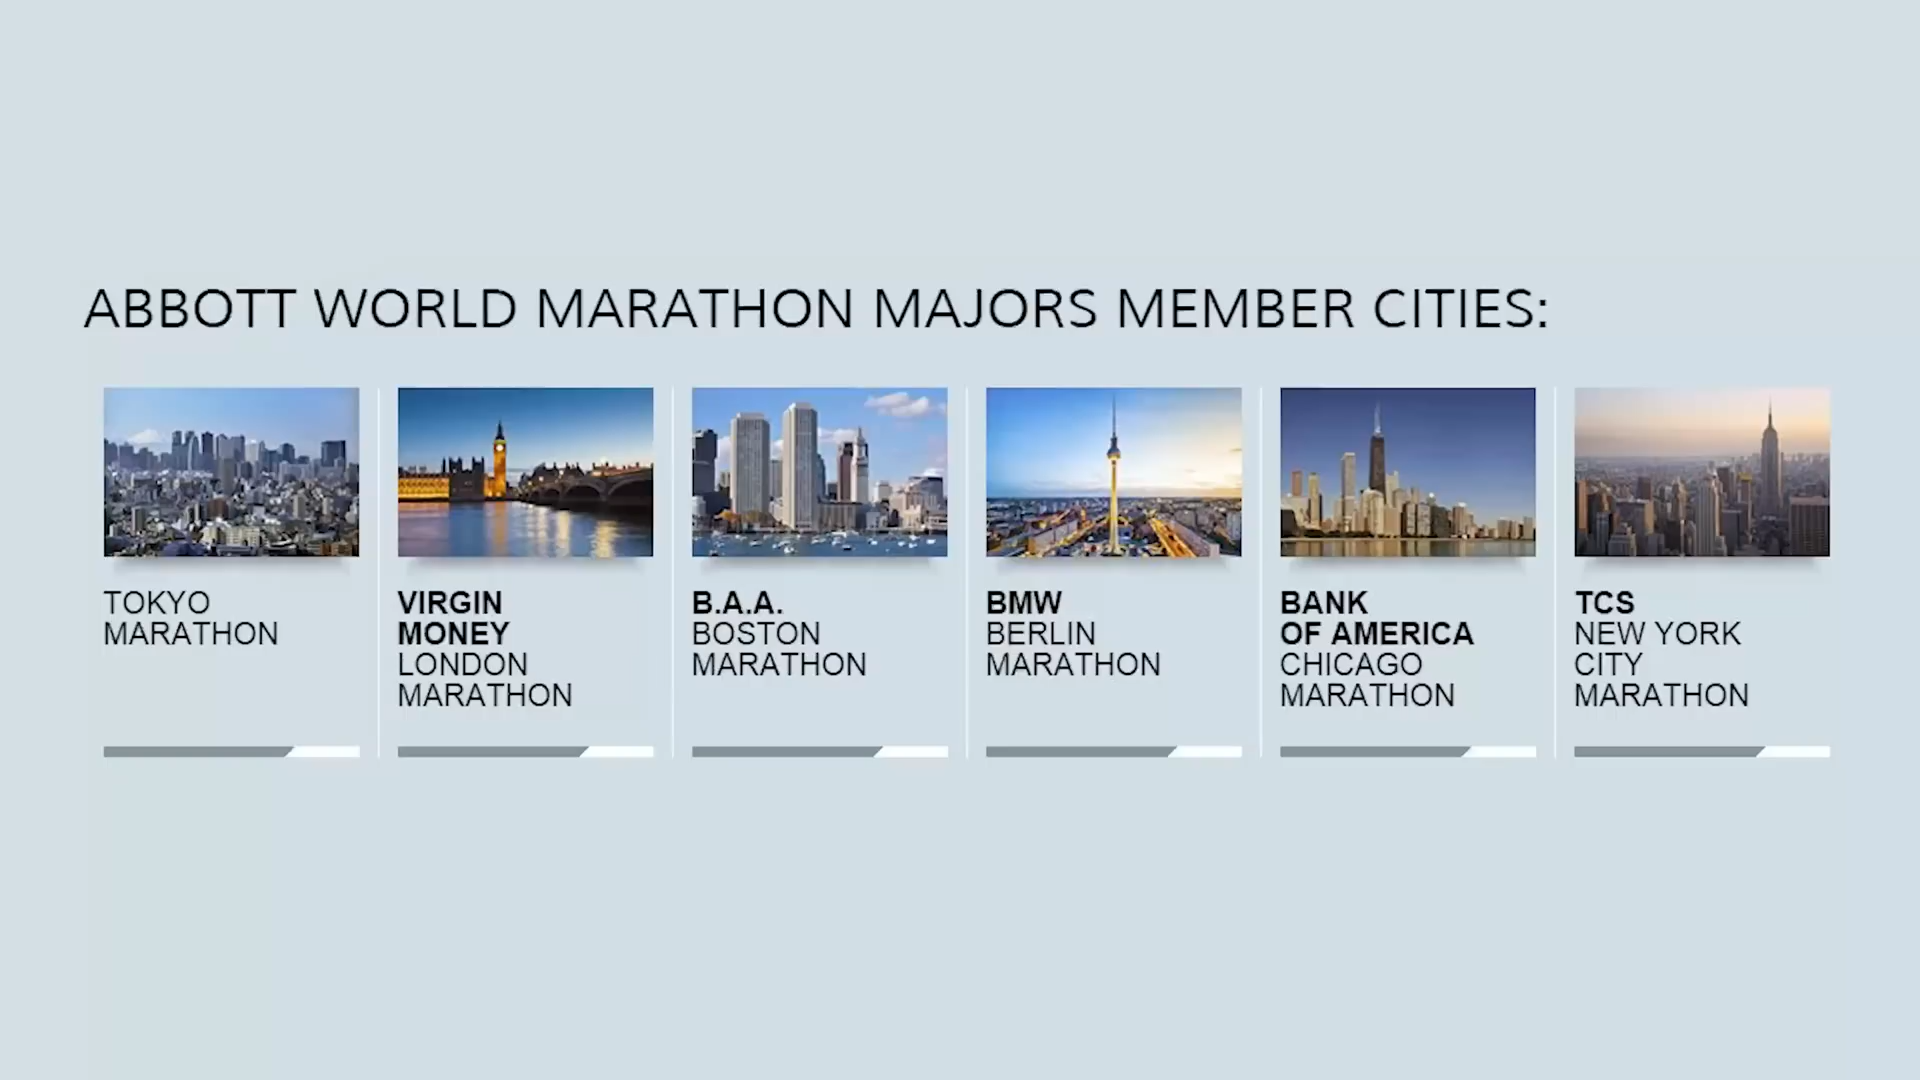 ABBOTT WORLD MARATHON MAJORS MEMBER CITIES:
TOKYO
MARATHON
VIRGIN
MONEY
LONDON
MARATHON
B.A.A.
BOSTON
MARATHON
BMW
BERLIN
MARATHON
BANK
OF AMERICA
CHICAGO
MARATHON
TCS
NEW YORK
CITY
MARATHON